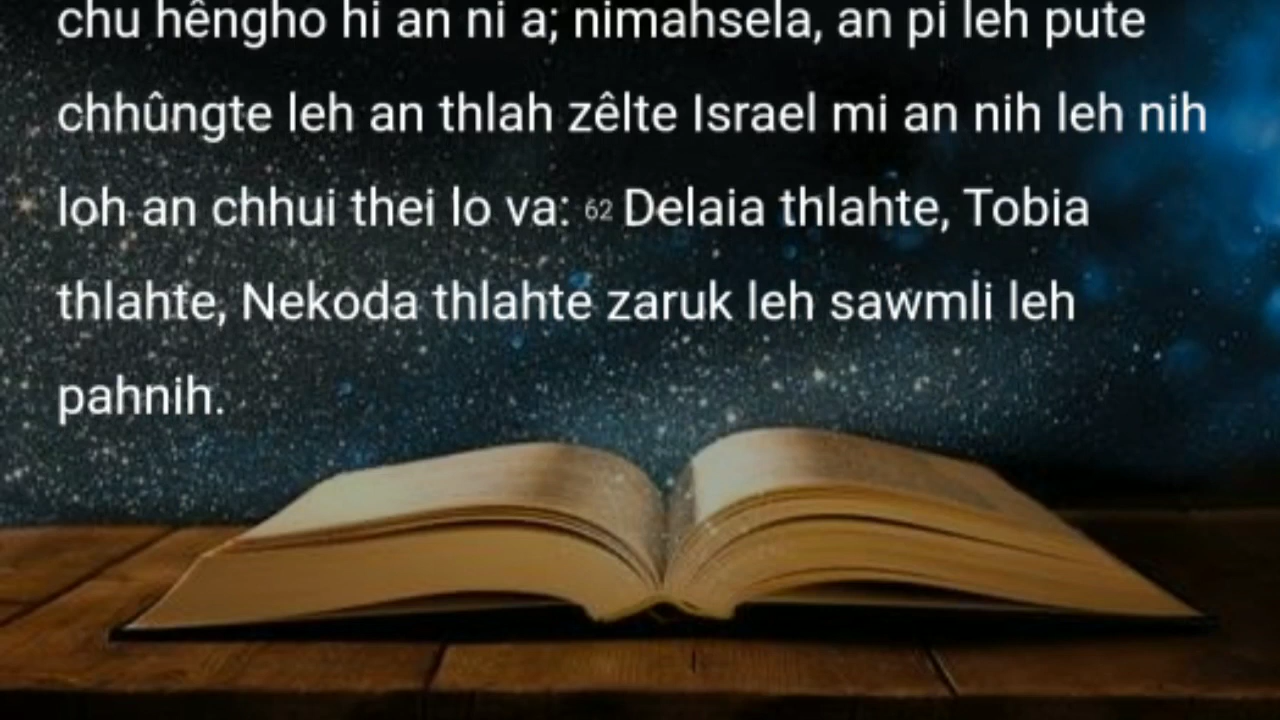 chu hêngho hi an ni a; nimahsela, an pi leh pute
chhûngte leh an thlah zêlte Israel mi an nih leh nih
loh an chhui thei lo va: 62 Delaia thlahte, Tobia
thlahte, Nekoda thlahte zaruk leh sawmli leh
pahnih.